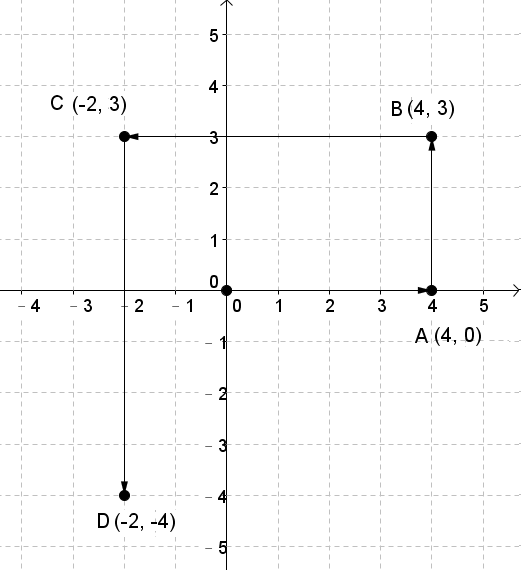 5
4
C (-2, 3)
B (4, 3)
3
2
1
0
- 4 - 3 - 2 - 1 0 1 2 3 4 5
A (4, 0)
- 1
- 2
- 3
- 4
D (-2, -4)
- 5